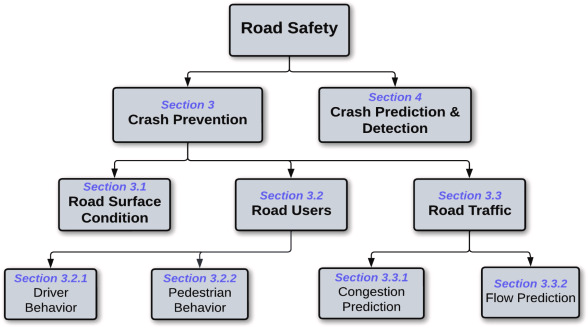 Road Safety
Section 3
Crash Prevention
Section 4
Crash Prediction &
Detection
Section 3.1
Road Surface
Condition
Section 3.2
Road Users
Section 3.3
Road Traffic
Section 3.2.1
Driver
Behavior
Section 3.2.2
Pedestrian
Behavior
Section 3.3.1
Congestion
Prediction
Section 3.3.2
Flow Prediction